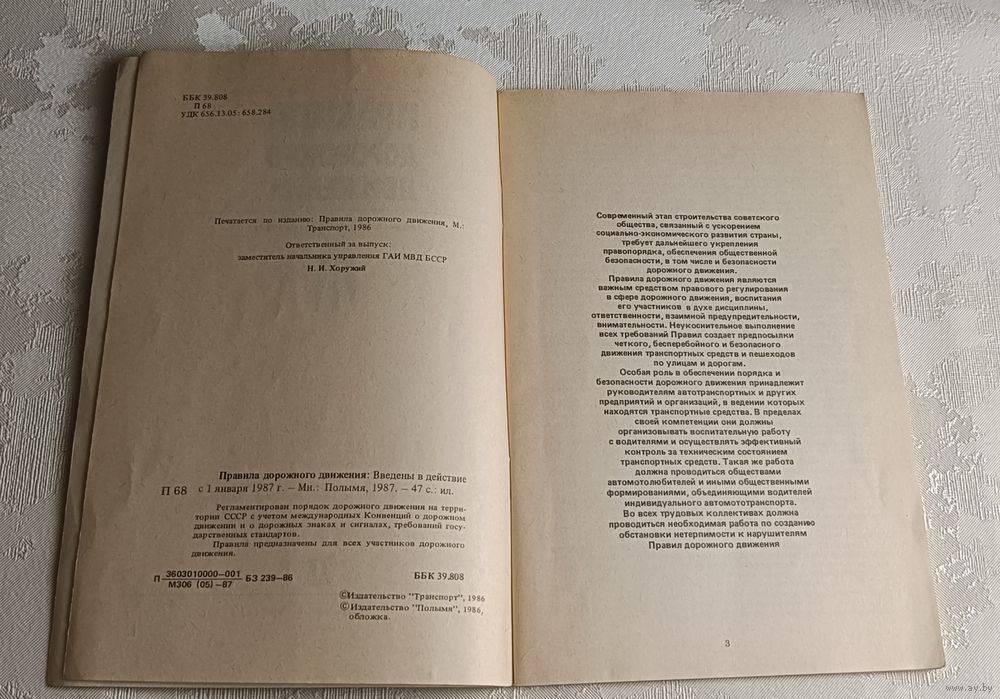 ББК 39.808
П 68
УДК 656.13.05:658.284
Печатается по изданию: Правила дорожного движения, М.:
Транспорт, 1986
Ответственный за выпуск:
заместитель начальника управления ГАИ МВД БССР
Н. И. Хоружий
Правила дорожного движения: Введены в действие
П 68 с 1 января 1987 г. — Мн.: Полымя, 1987. — 47 с.: ил.
Регламентирован порядок дорожного движения на терри-
тории СССР с учетом международных Конвенций о дорожном
движении и о дорожных знаках и сигналах, требований госу-
дарственных стандартов.
Правила предназначены для всех участников дорожного
движения.
П 3603010000—001 БЗ 239—86
М306 (05) —87
ББК 39.808
©Издательство "Транспорт", 1986
©Издательство "Полымя", 1986,
обложка.
Современный этап строительства советского
общества, связанный с ускорением
социально-экономического развития страны,
требует дальнейшего укрепления
правопорядка, обеспечения общественной
безопасности, в том числе и безопасности
дорожного движения.
Правила дорожного движения являются
важным средством правового регулирования
в сфере дорожного движения, воспитания
его участников в духе дисциплины,
ответственности, взаимной предупредительности,
внимательности. Неукоснительное выполнение
всех требований Правил создает предпосылки
четкого, бесперебойного и безопасного
движения транспортных средств и пешеходов
по улицам и дорогам.
Особая роль в обеспечении порядка и
безопасности дорожного движения принадлежит
руководителям автотранспортных и других
предприятий и организаций, в ведении которых
находятся транспортные средства. В пределах
своей компетенции они должны
организовывать воспитательную работу
с водителями и осуществлять эффективный
контроль за техническим состоянием
транспортных средств. Такая же работа
должна проводиться обществами
автомотолюбителей и иными общественными
формированиями, объединяющими водителей
индивидуального автомототранспорта.
Во всех трудовых коллективах должна
проводиться необходимая работа по созданию
обстановки нетерпимости к нарушителям
Правил дорожного движения
3
www.ay.by